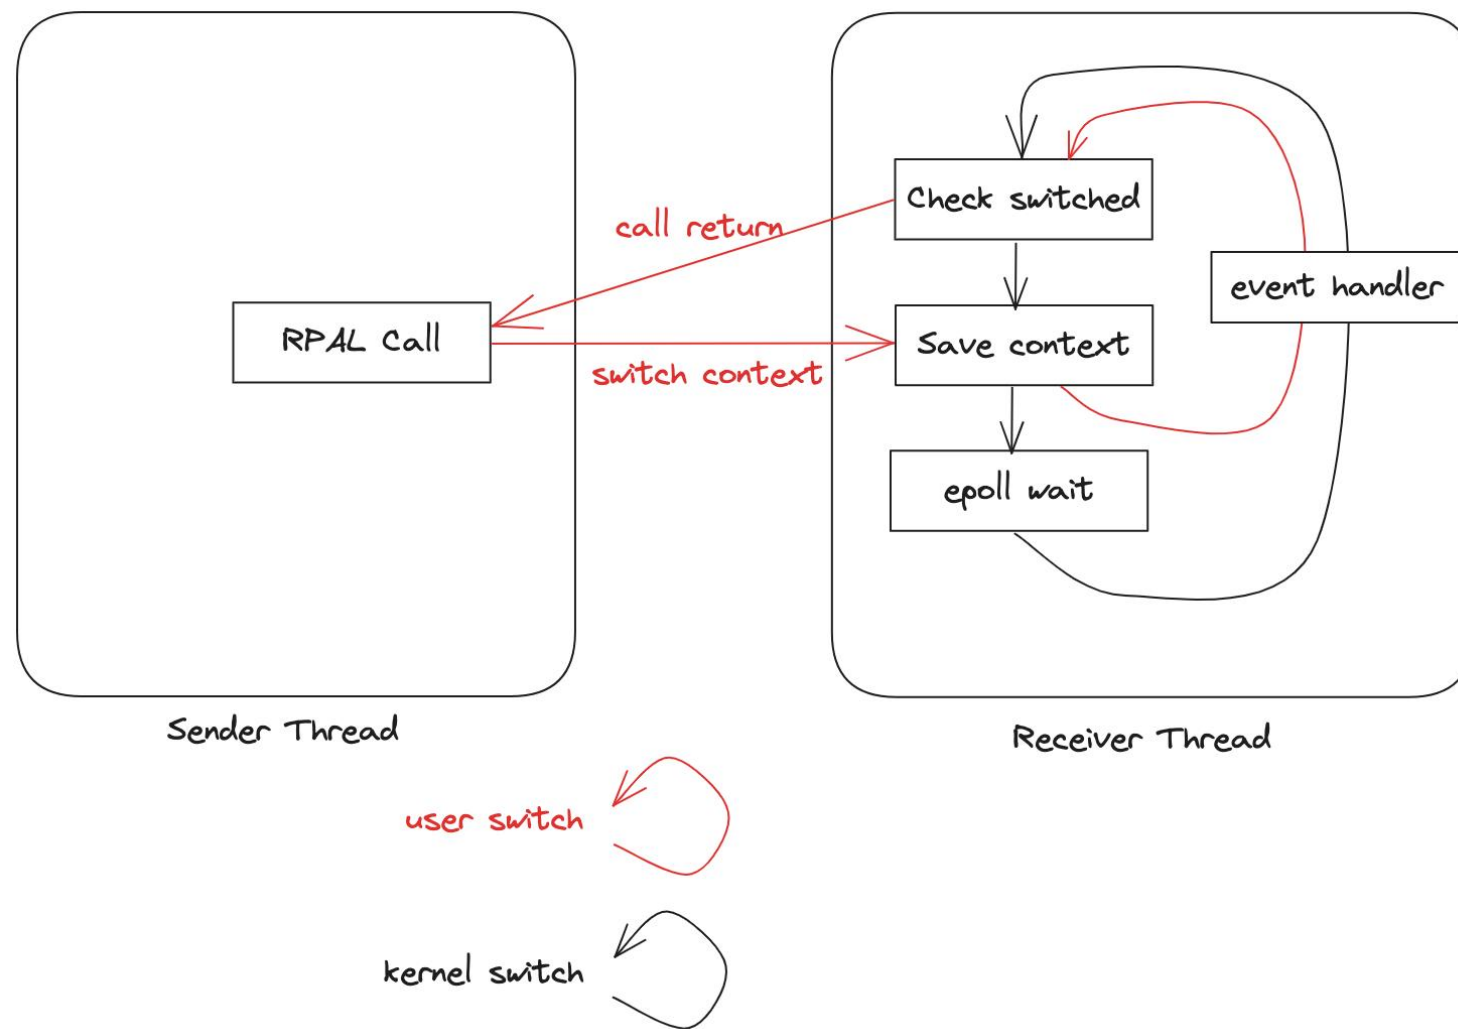 Check switched
call return
event handler
RPAL Call
Save context
switch context
epoll wait
Sender Thread
Receiver Thread
user switch
kernel switch